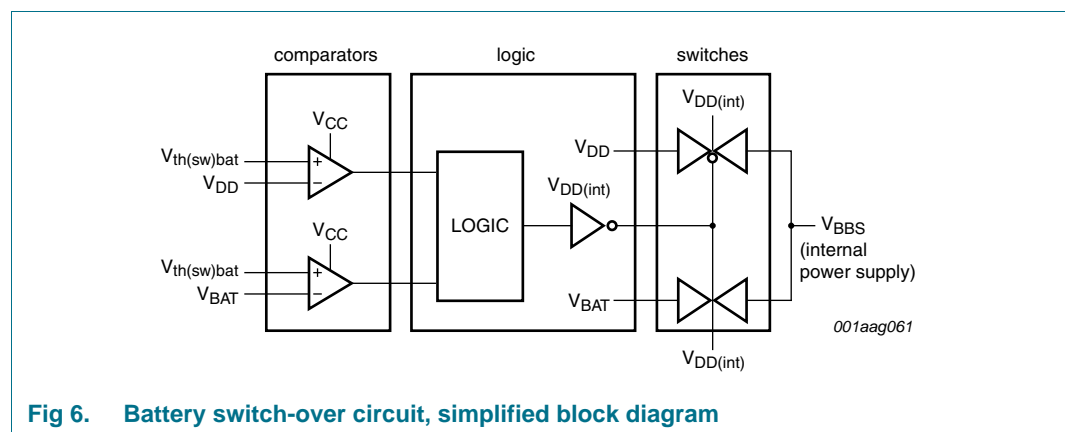 comparators
logic
switches
VCC
VDD(int)
Vth(sw)bat
+
VDD
−
VDD
VDD(int)
LOGIC
VCC
VBBS
(internal
power supply)
Vth(sw)bat
+
VBAT
−
VBAT
001aag061
VDD(int)
Fig 6. Battery switch-over circuit, simplified block diagram